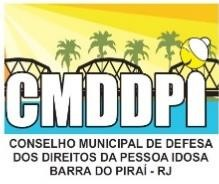 CMDDPI
CONSELHO MUNICIPAL DE DEFESA
DOS DIREITOS DA PESSOA IDOSA
BARRA DO PIRAÍ - RJ